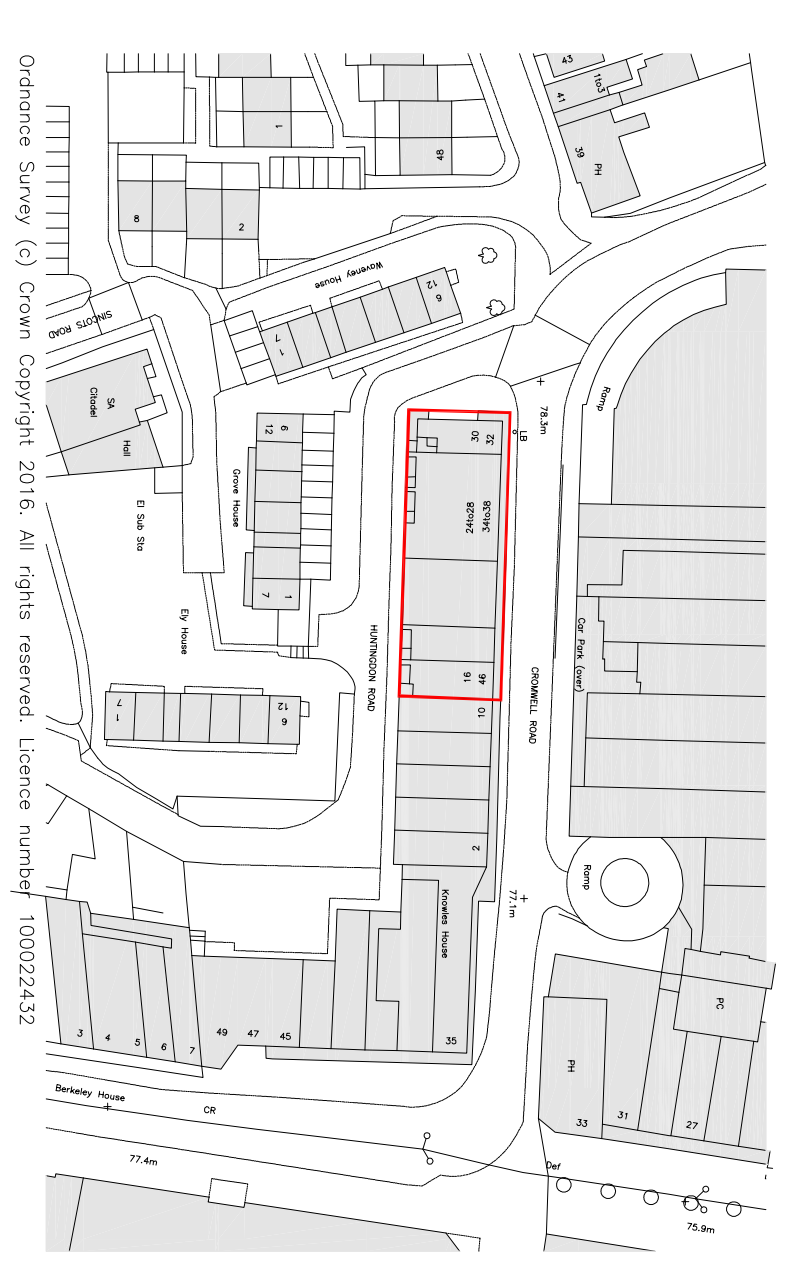 43
1to3
41
39
PH
48
1
8
2
Waveney House
12
6
7
1
SINCOTS ROAD
SA
Citadel
Hall
El Sub Sta
Grove House
6
12
1
7
Ely House
7
1
12
6
Ramp
78.3m
LB
30
32
24to28
34to38
16
46
10
2
HUNTINGDON ROAD
CROMWELL ROAD
Car Park (over)
Ramp
77.1m
Knowles House
35
PC
PH
33
31
27
3
4
5
6
7
49
47
45
Berkeley House
CR
77.4m
Def
75.9m
Ordnance Survey (c) Crown Copyright 2016. All rights reserved. Licence number 100022432